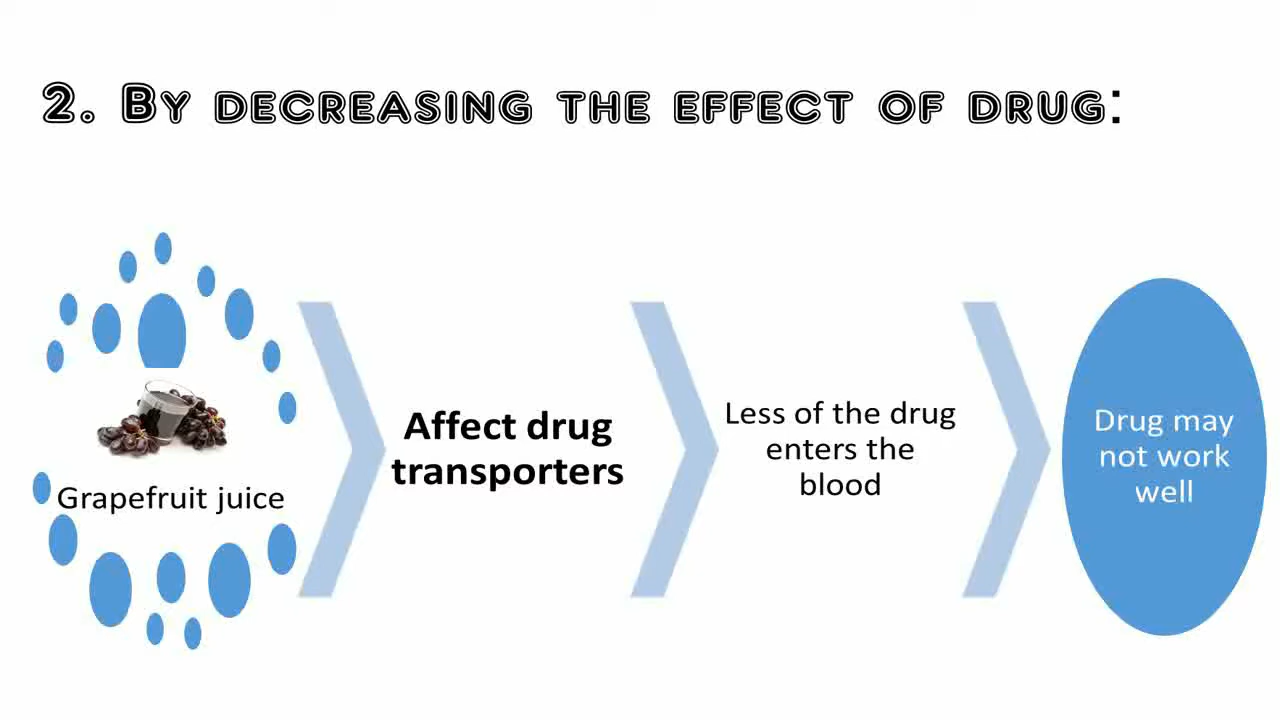 2. By decreasing the effect of drug:
Grapefruit juice
Affect drug
transporters
Less of the drug
enters the
blood
Drug may
not work
well